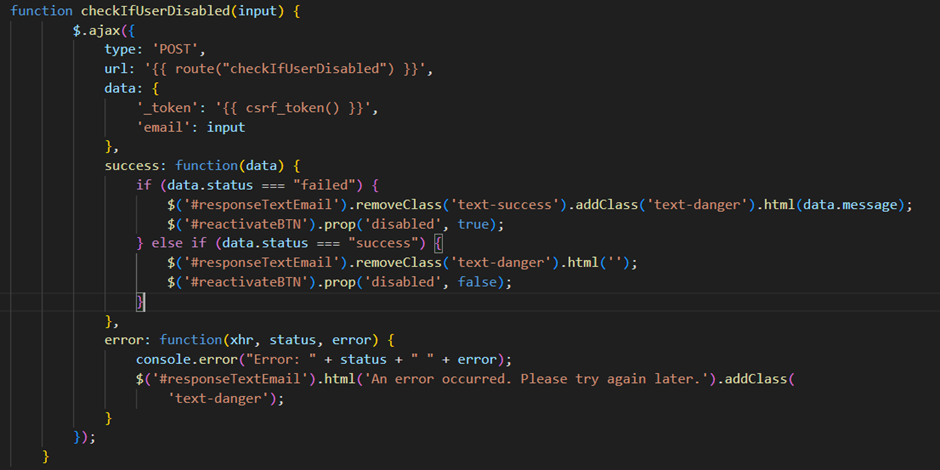 function checkIfUserDisabled(input) {
$.ajax({
type: 'POST',
url: '{{ route("checkIfUserDisabled") }}',
data: {
'_token': '{{ csrf_token() }}',
'email': input
},
success: function(data) {
if (data.status === "failed") {
$('#responseTextEmail').removeClass('text-success').addClass('text-danger').html(data.message);
$('#reactivateBTN').prop('disabled', true);
} else if (data.status === "success") {
$('#responseTextEmail').removeClass('text-danger').html('');
$('#reactivateBTN').prop('disabled', false);
}
},
error: function(xhr, status, error) {
console.error("Error: " + status + " " + error);
$('#responseTextEmail').html('An error occurred. Please try again later.').addClass(
'text-danger');
}
});
}